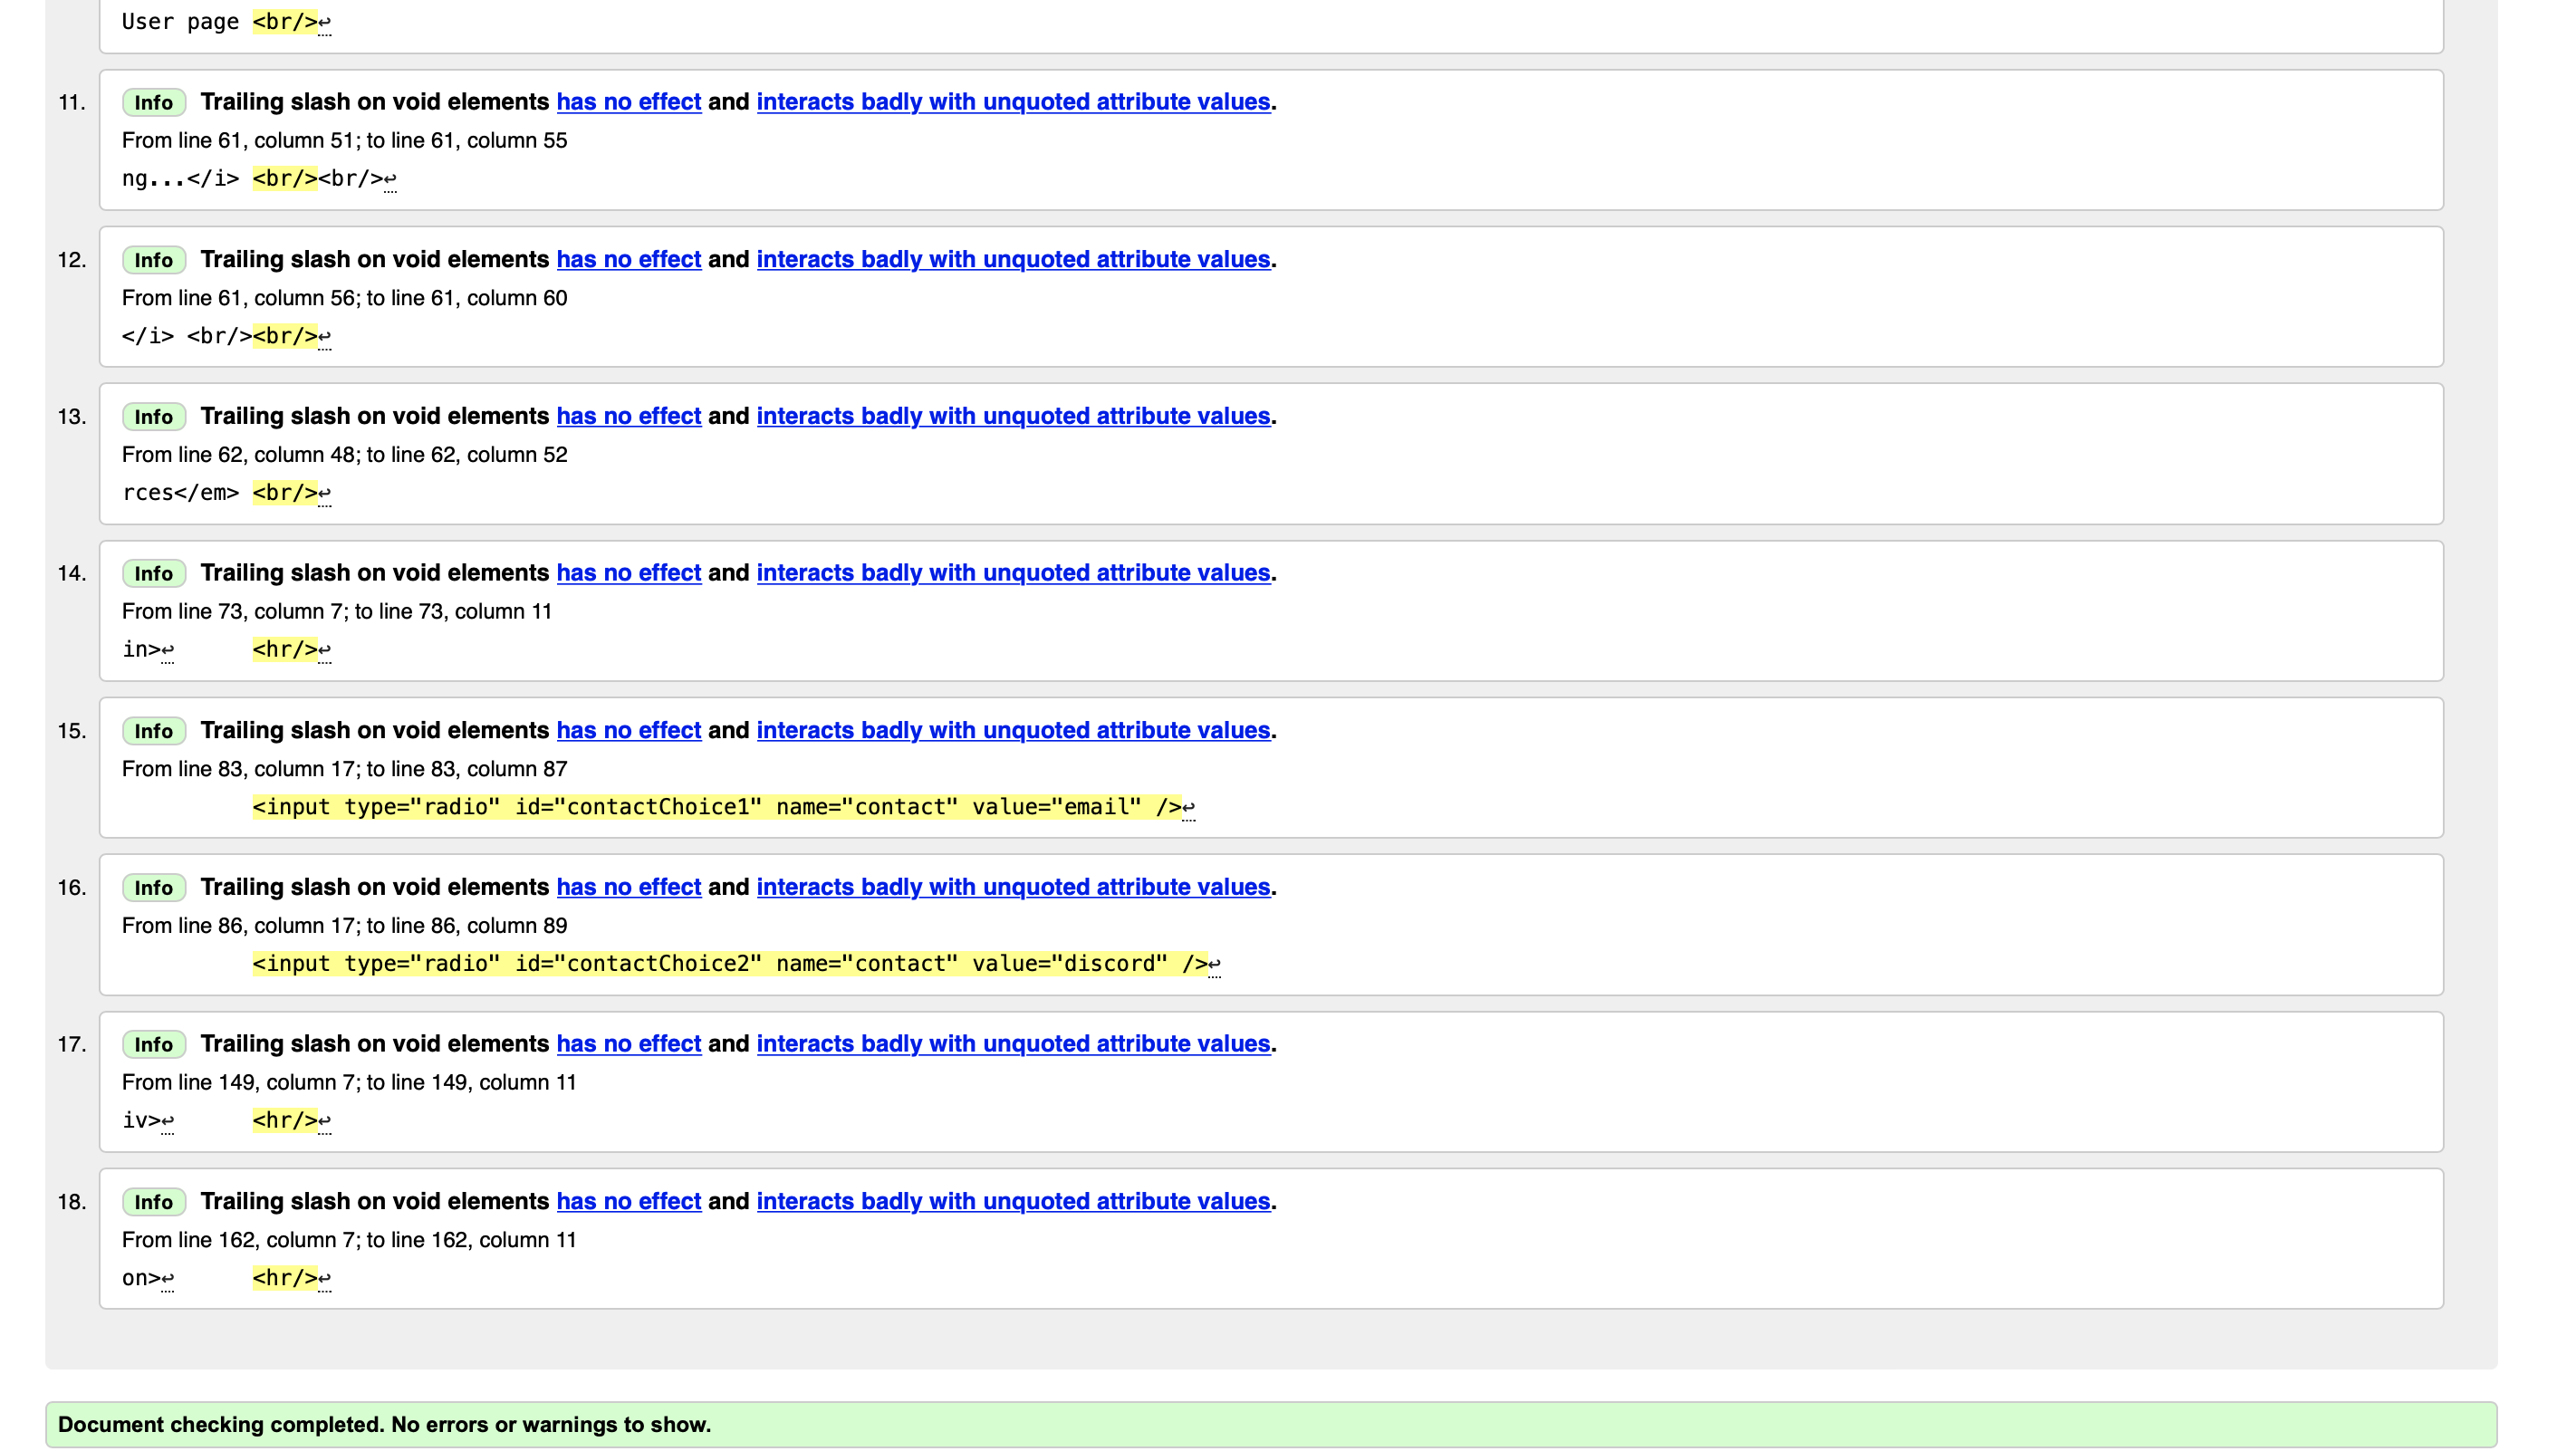 User page <br/>↩
11. Info Trailing slash on void elements has no effect and interacts badly with unquoted attribute values.
From line 61, column 51; to line 61, column 55
ng...</i> <br/><br/>↩
12. Info Trailing slash on void elements has no effect and interacts badly with unquoted attribute values.
From line 61, column 56; to line 61, column 60
</i> <br/><br/>↩
13. Info Trailing slash on void elements has no effect and interacts badly with unquoted attribute values.
From line 62, column 48; to line 62, column 52
rces</em> <br/>↩
14. Info Trailing slash on void elements has no effect and interacts badly with unquoted attribute values.
From line 73, column 7; to line 73, column 11
in>↩ <hr/>↩
15. Info Trailing slash on void elements has no effect and interacts badly with unquoted attribute values.
From line 83, column 17; to line 83, column 87
<input type="radio" id="contactChoice1" name="contact" value="email" />↩
16. Info Trailing slash on void elements has no effect and interacts badly with unquoted attribute values.
From line 86, column 17; to line 86, column 89
<input type="radio" id="contactChoice2" name="contact" value="discord" />↩
17. Info Trailing slash on void elements has no effect and interacts badly with unquoted attribute values.
From line 149, column 7; to line 149, column 11
iv>↩ <hr/>↩
18. Info Trailing slash on void elements has no effect and interacts badly with unquoted attribute values.
From line 162, column 7; to line 162, column 11
on>↩ <hr/>↩
Document checking completed. No errors or warnings to show.